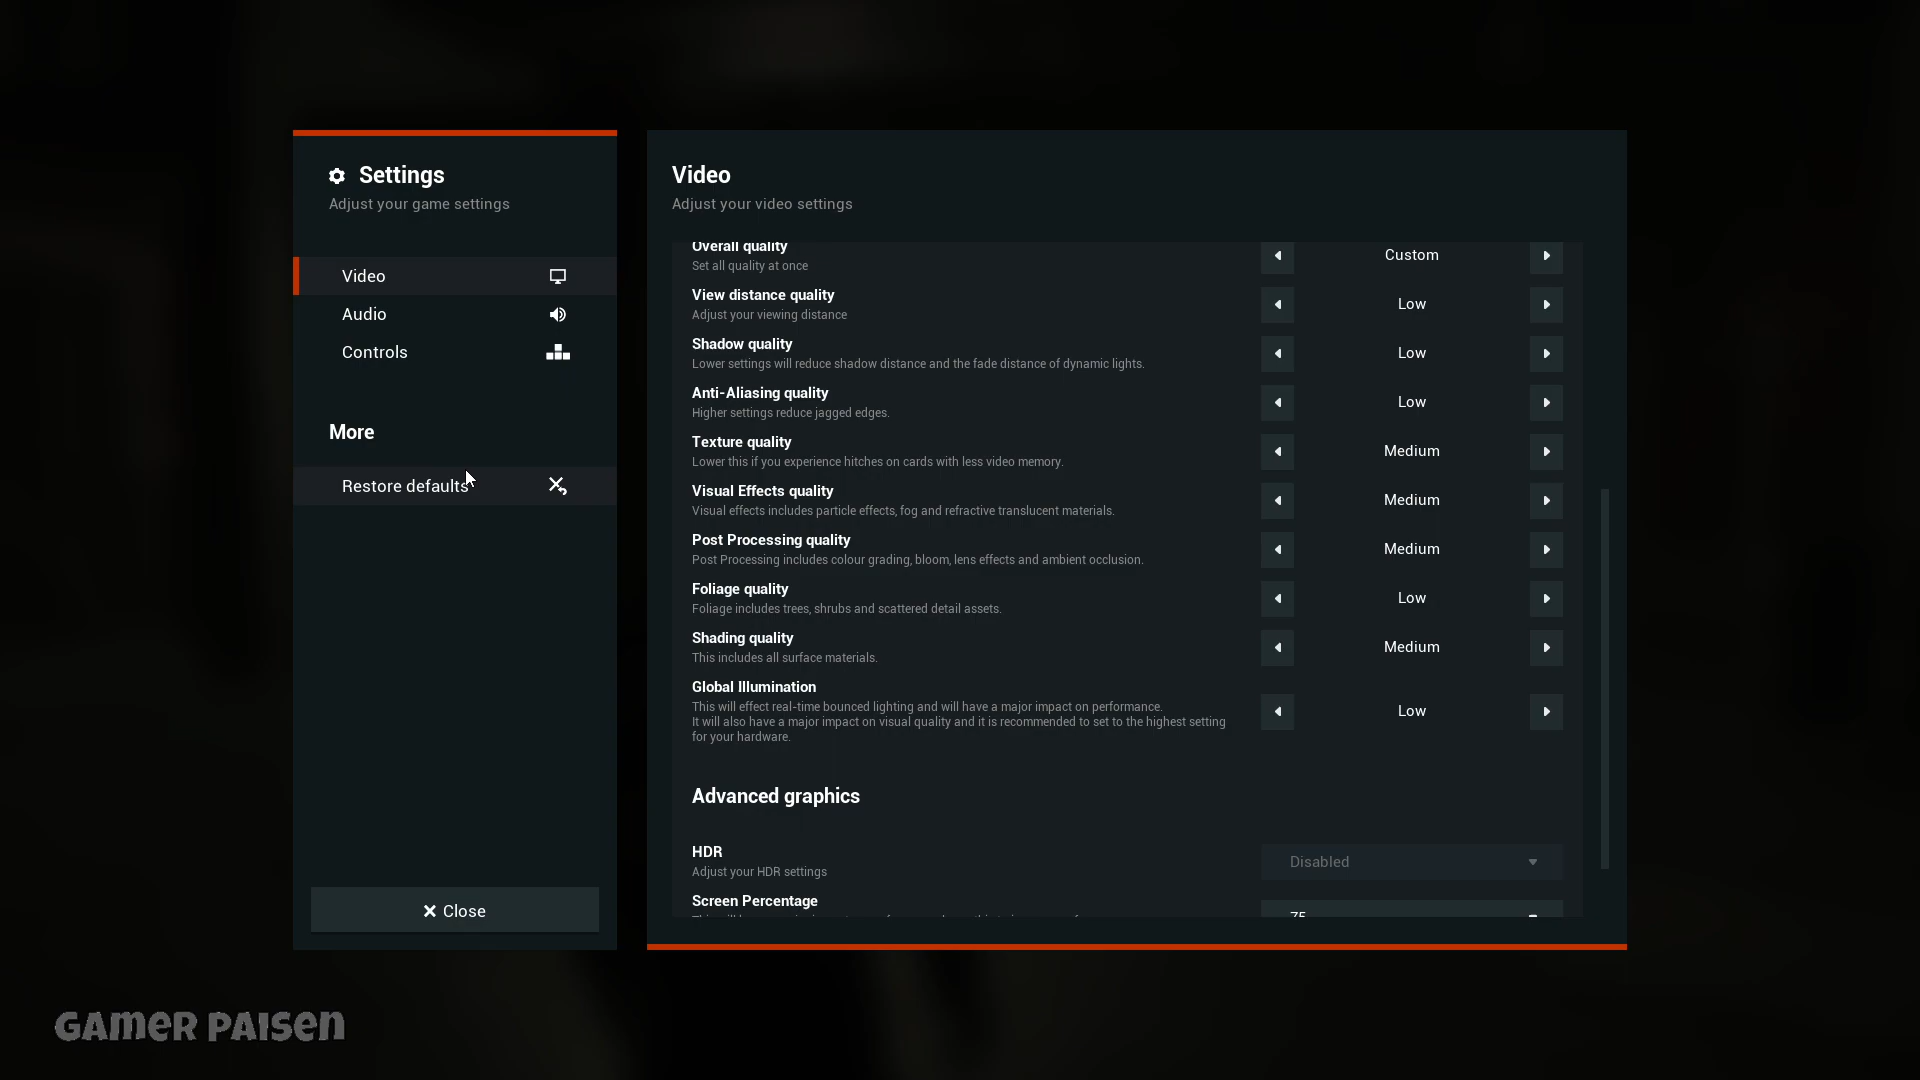 Settings
Adjust your game settings
Video
Audio
Controls
More
Restore defaults
Close
Video
Adjust your video settings
Overall quality
Set all quality at once
Custom
View distance quality
Adjust your viewing distance
Low
Shadow quality
Lower settings will reduce shadow distance and the fade distance of dynamic lights.
Low
Anti-Aliasing quality
Higher settings reduce jagged edges.
Low
Texture quality
Lower this if you experience hitches on cards with less video memory.
Medium
Visual Effects quality
Visual effects includes particle effects, fog and refractive translucent materials.
Medium
Post Processing quality
Post Processing includes colour grading, bloom, lens effects and ambient occlusion.
Medium
Foliage quality
Foliage includes trees, shrubs and scattered detail assets.
Low
Shading quality
This includes all surface materials.
Medium
Global Illumination
This will effect real-time bounced lighting and will have a major impact on performance.
It will also have a major impact on visual quality and it is recommended to set to the highest setting
for your hardware.
Low
Advanced graphics
HDR
Adjust your HDR settings
Disabled
Screen Percentage
75
GAMER PAISEN